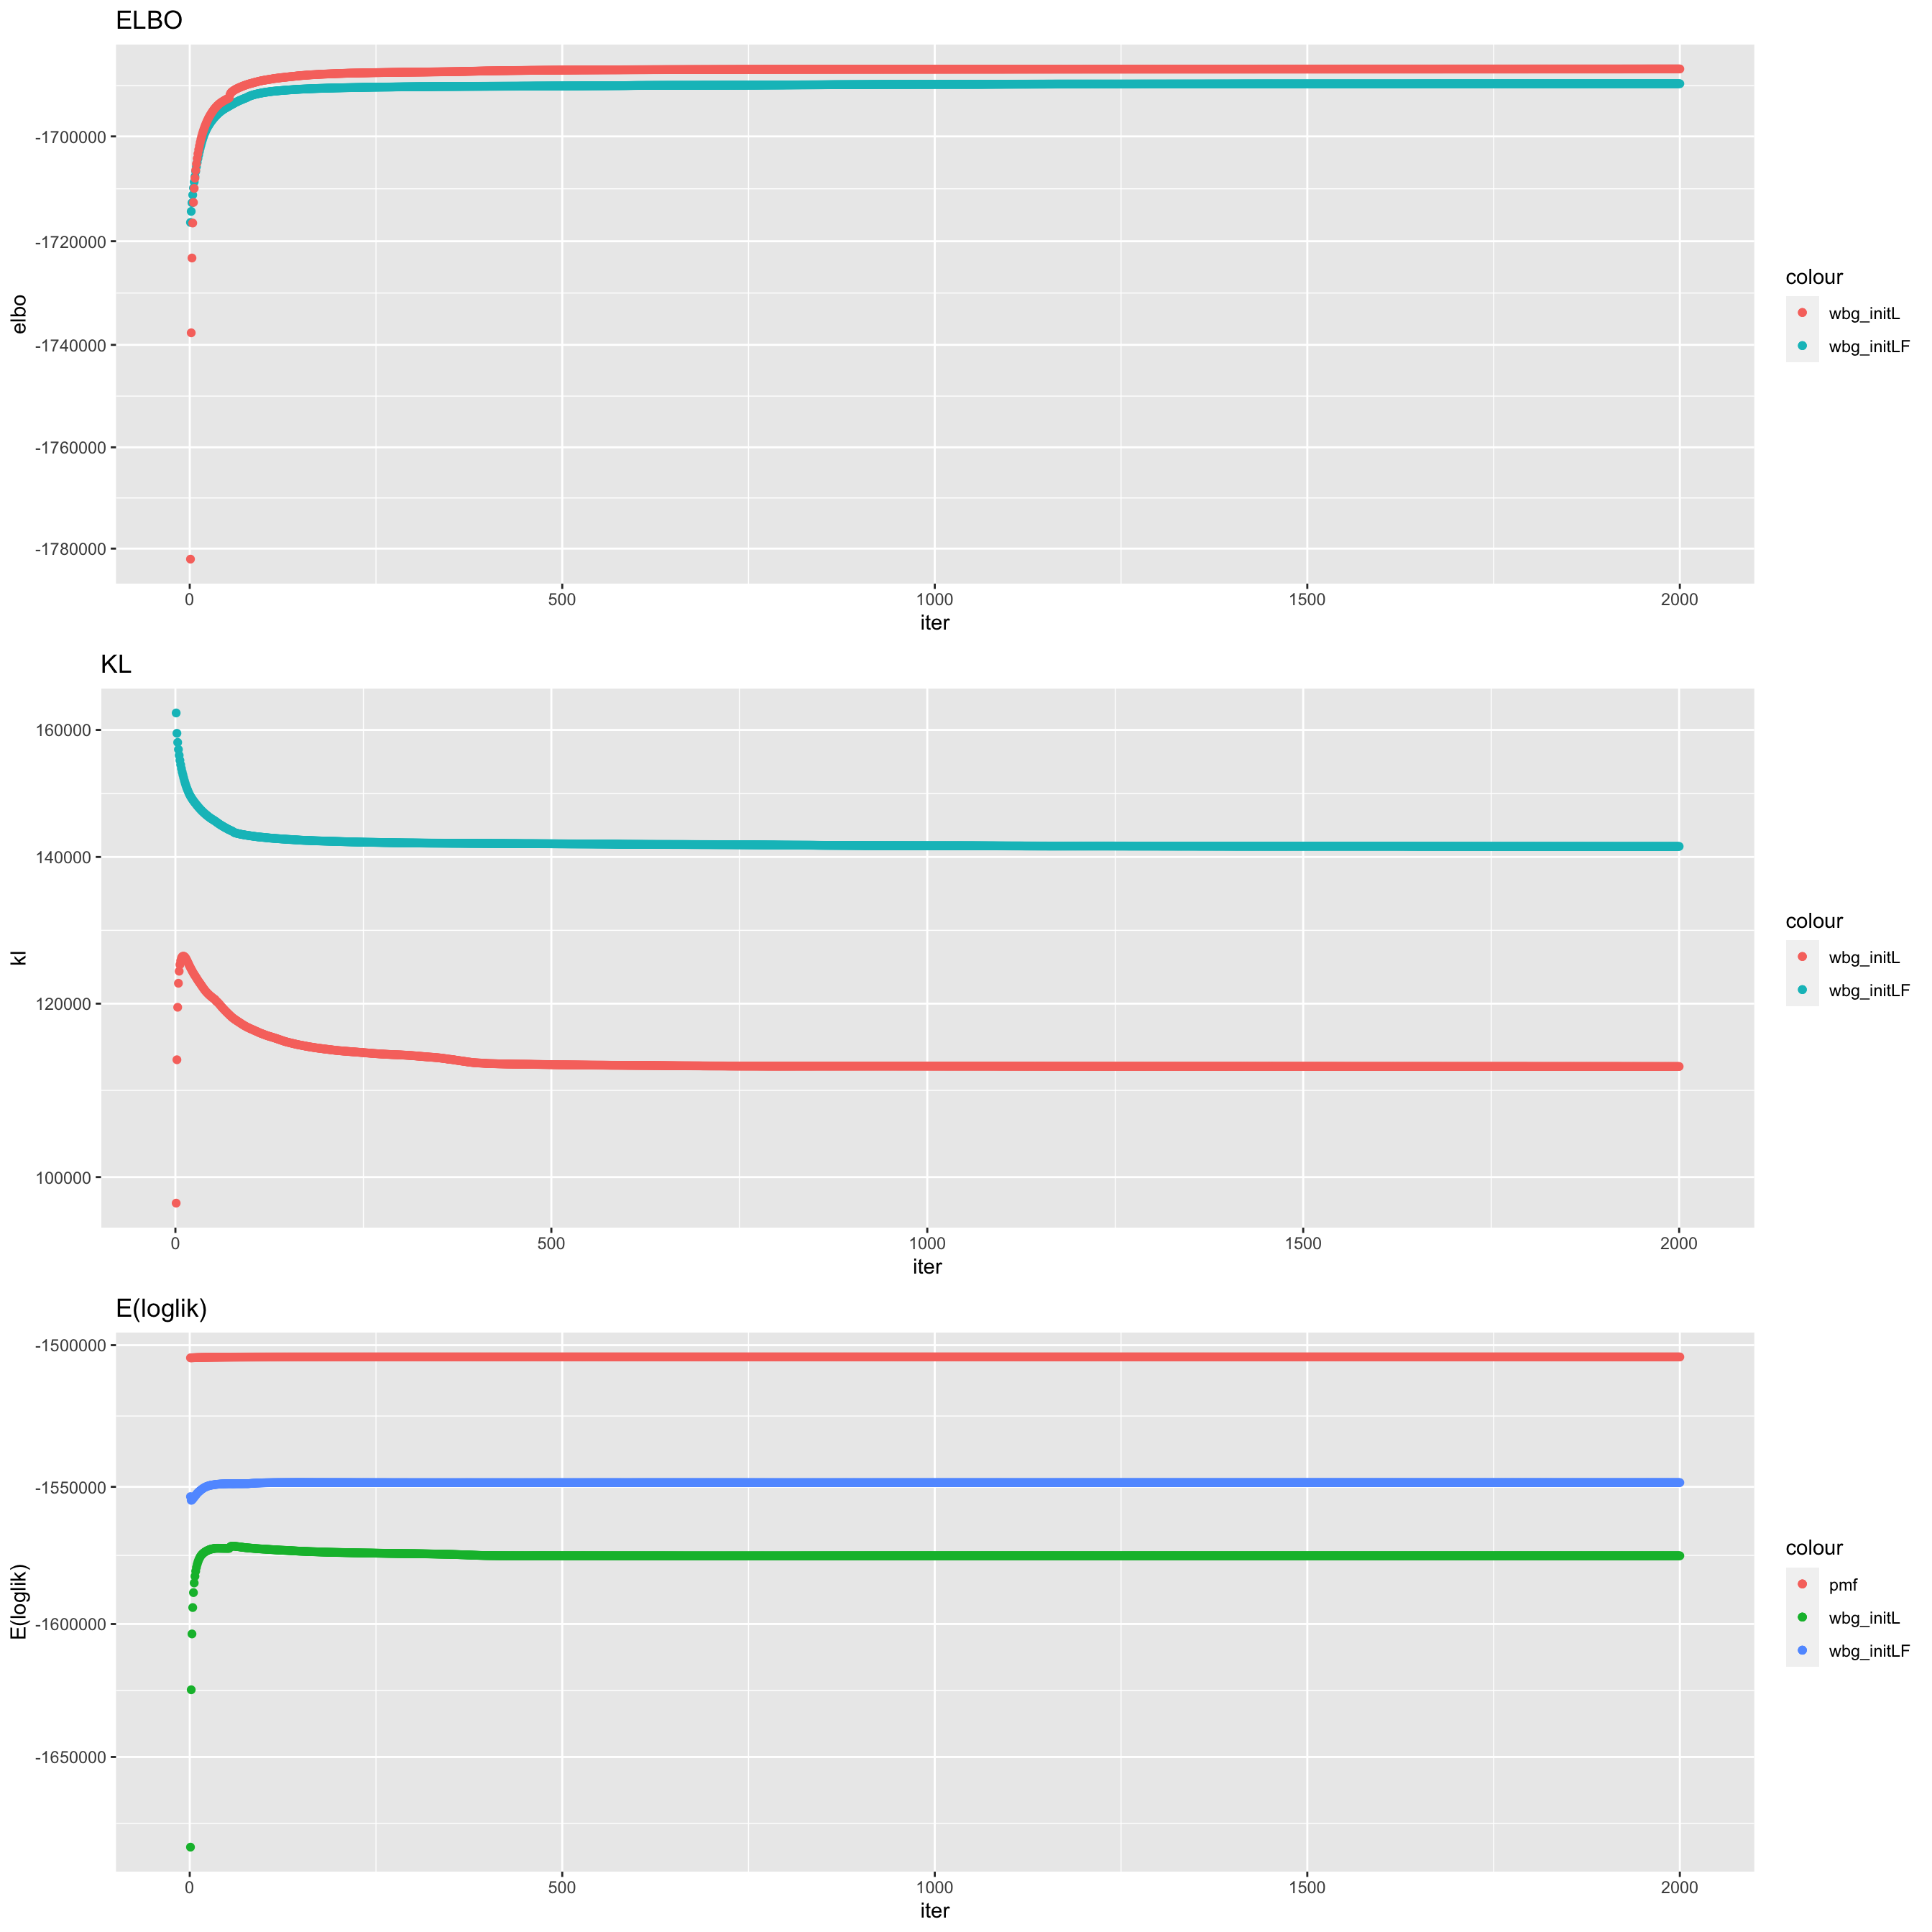 ELBO
-1700000
-1720000
-1740000
-1760000
-1780000
elbo
0 500 1000 1500 2000
iter
colour
wbg_initL
wbg_initLF
KL
160000
140000
120000
100000
kl
0 500 1000 1500 2000
iter
colour
wbg_initL
wbg_initLF
E(loglik)
-1500000
-1550000
-1600000
-1650000
E(loglik)
0 500 1000 1500 2000
iter
colour
pmf
wbg_initL
wbg_initLF